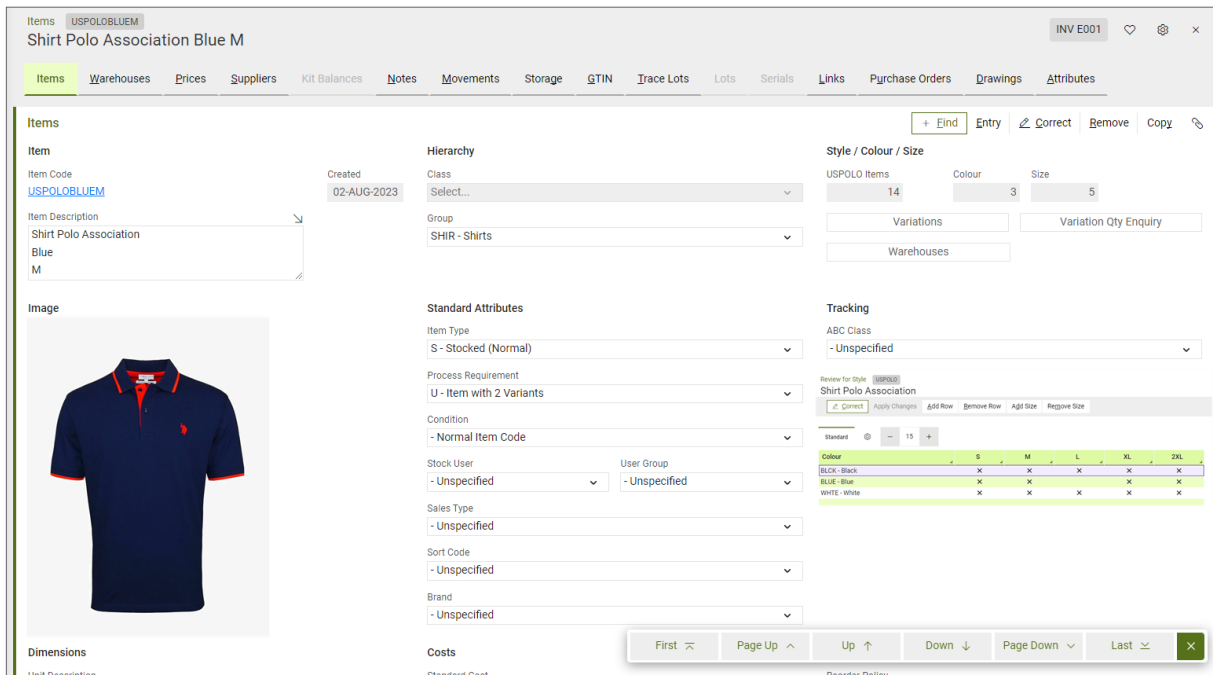 Items USPOLOBLUEM
Shirt Polo Association Blue M
INV E001
Items Warehouses Prices Suppliers Kit Balances Notes Movements Storage GTIN Trace Lots Lots Serials Links Purchase Orders Drawings Attributes
Items
+ Find Entry Correct Remove Copy
Item
Item Code Created
USPOLOBLUEM 02-AUG-2023
Item Description
Shirt Polo Association
Blue
M
Hierarchy
Class
Select...
Group
SHIR - Shirts
Style / Colour / Size
USPOLO Items Colour Size
14 3 5
Variations Variation Qty Enquiry
Warehouses
Image
Standard Attributes
Item Type
S - Stocked (Normal)
Process Requirement
U - Item with 2 Variants
Condition
- Normal Item Code
Stock User User Group
- Unspecified - Unspecified
Sales Type
- Unspecified
Sort Code
- Unspecified
Brand
- Unspecified
Tracking
ABC Class
- Unspecified
Review for Style USPOLO
Shirt Polo Association
Correct Apply Changes Add Row Remove Row Add Size Remove Size
Standard − 15 +
Colour S M L XL 2XL
BLCK - Black × × × × ×
BLUE - Blue × × × ×
WHTE - White × × × × ×
First Page Up Up Down Page Down Last ×
Dimensions
Costs
Unit Description
Standard Cost
Reorder Policy